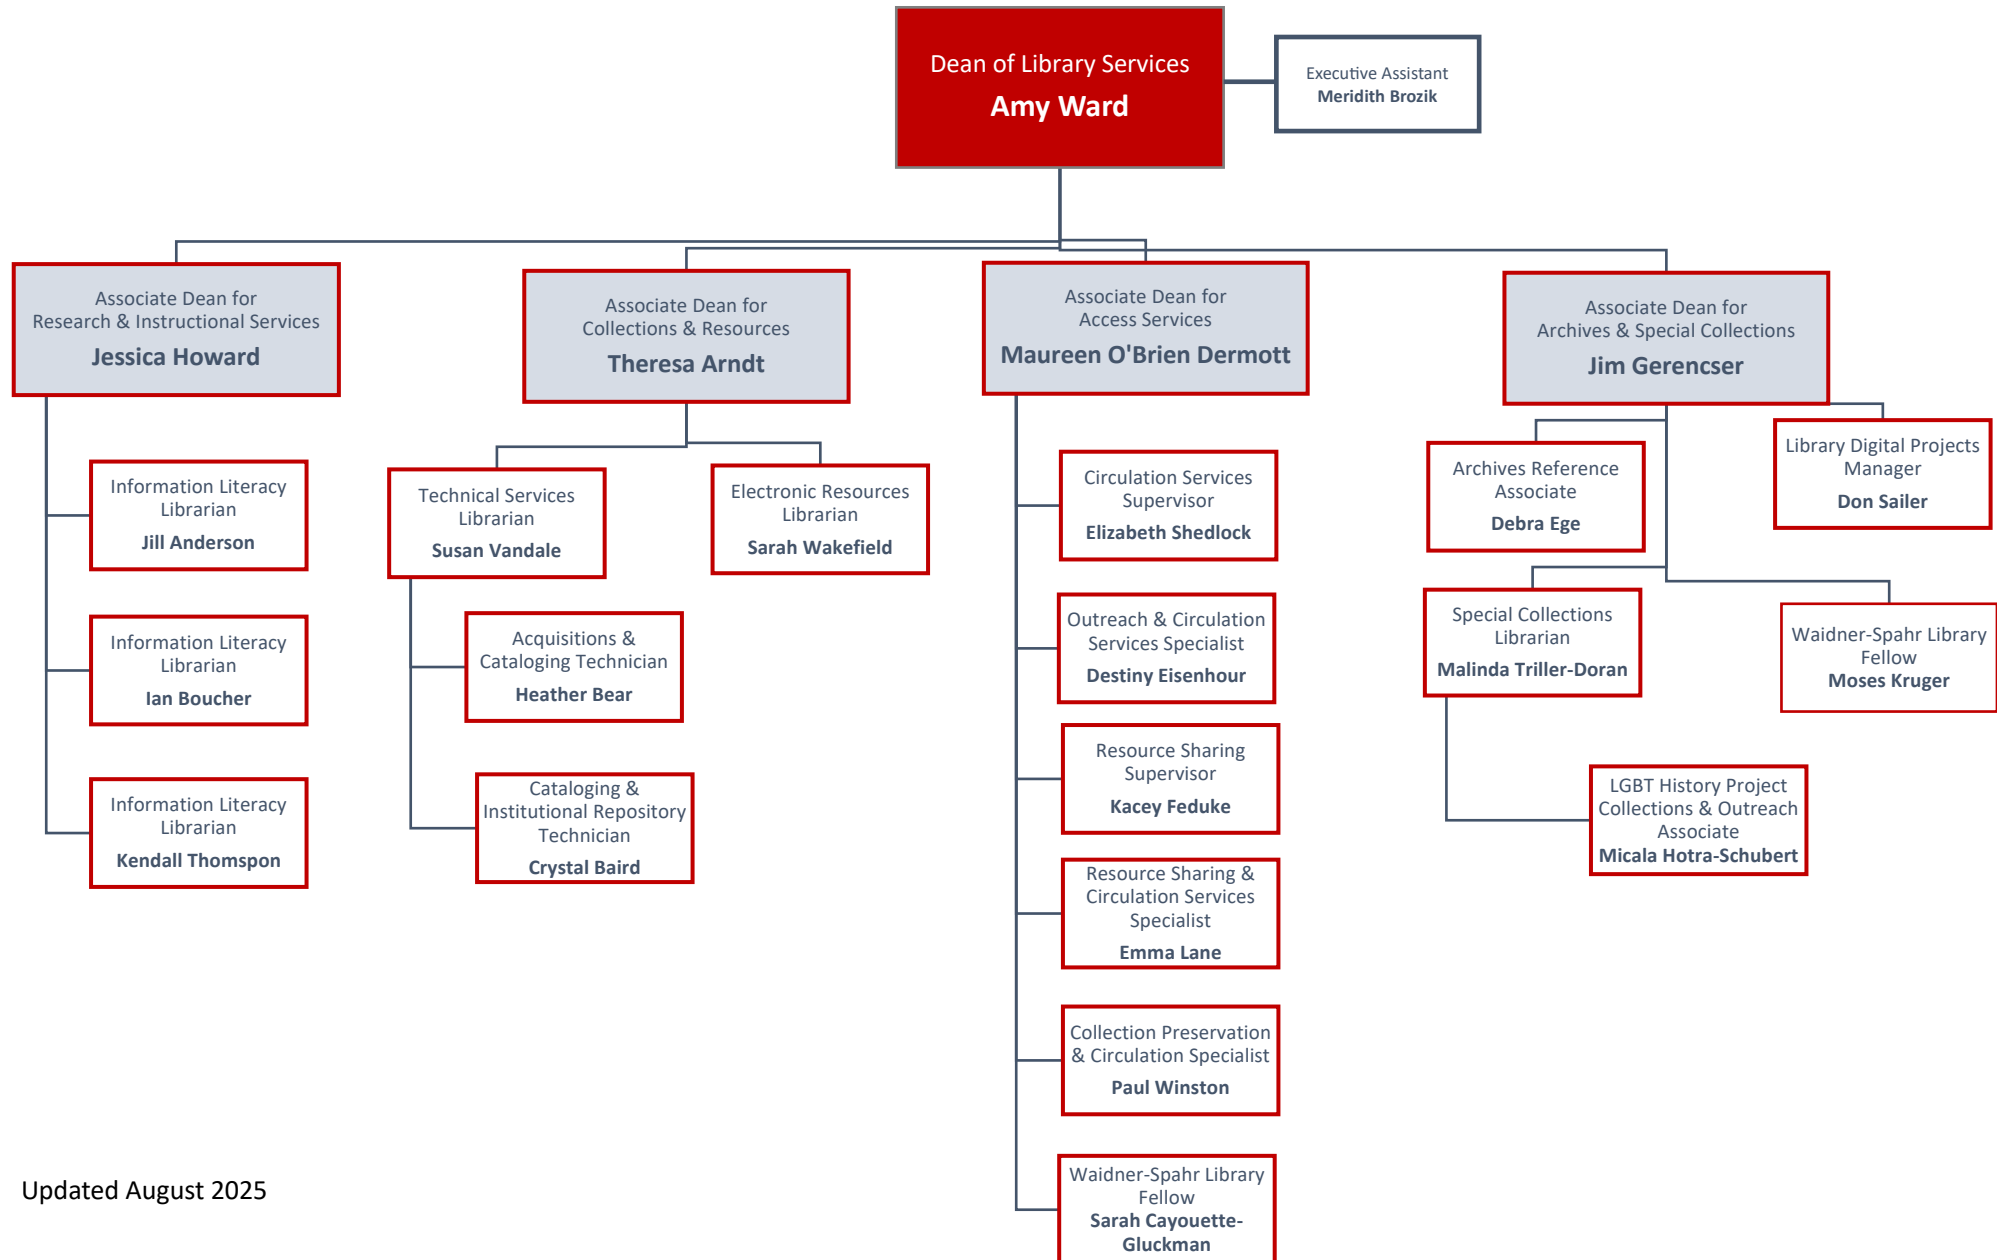 Dean of Library Services
Amy Ward
Executive Assistant
Meridith Brozik
Associate Dean for
Research & Instructional Services
Jessica Howard
Associate Dean for
Collections & Resources
Theresa Arndt
Associate Dean for
Access Services
Maureen O'Brien Dermott
Associate Dean for
Archives & Special Collections
Jim Gerencser
Information Literacy
Librarian
Jill Anderson
Information Literacy
Librarian
Ian Boucher
Information Literacy
Librarian
Kendall Thomspon
Technical Services
Librarian
Susan Vandale
Electronic Resources
Librarian
Sarah Wakefield
Acquisitions &
Cataloging Technician
Heather Bear
Cataloging &
Institutional Repository
Technician
Crystal Baird
Circulation Services
Supervisor
Elizabeth Shedlock
Outreach & Circulation
Services Specialist
Destiny Eisenhour
Resource Sharing
Supervisor
Kacey Feduke
Resource Sharing &
Circulation Services
Specialist
Emma Lane
Collection Preservation
& Circulation Specialist
Paul Winston
Waidner-Spahr Library
Fellow
Sarah Cayouette-
Gluckman
Archives Reference
Associate
Debra Ege
Library Digital Projects
Manager
Don Sailer
Special Collections
Librarian
Malinda Triller-Doran
Waidner-Spahr Library
Fellow
Moses Kruger
LGBT History Project
Collections & Outreach
Associate
Micala Hotra-Schubert
Updated August 2025